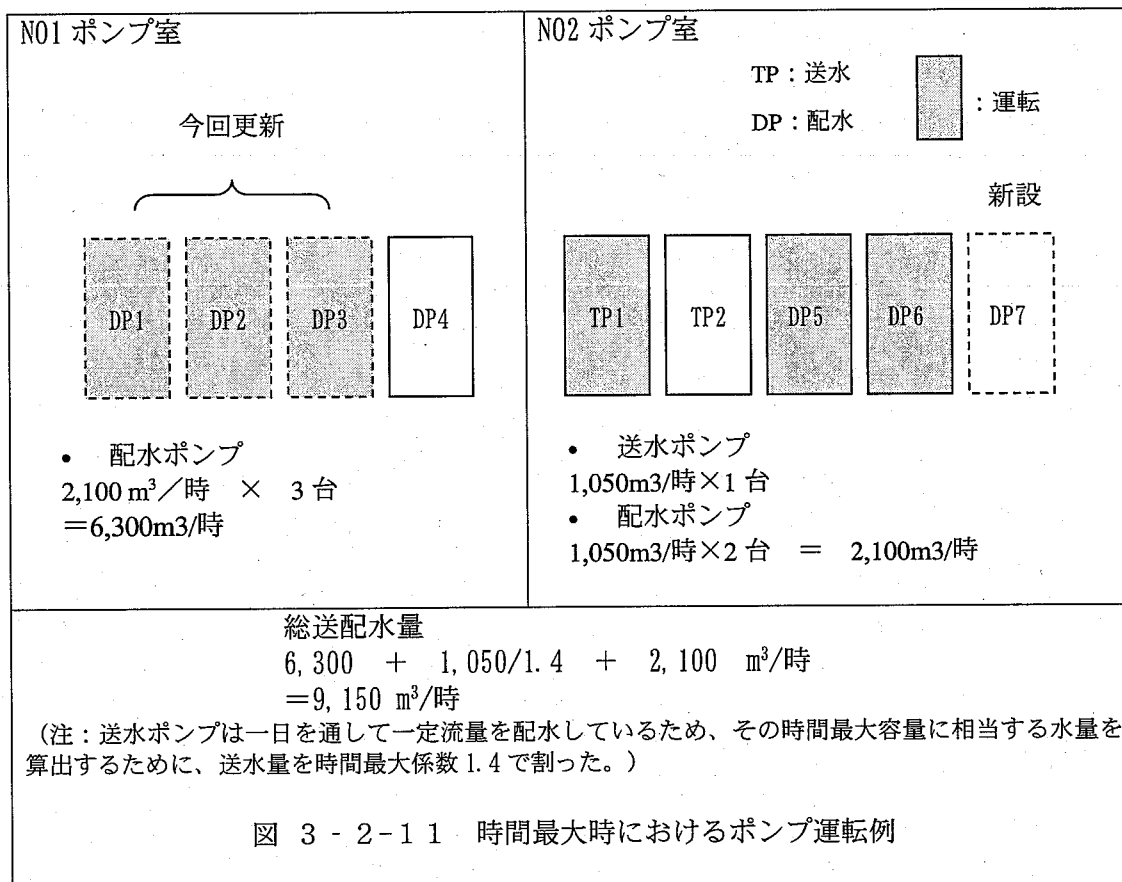 N01 ポンプ室
今回更新
DP1 DP2 DP3 DP4
• 配水ポンプ
2,100 m³／時 × 3 台
＝6,300m3/時
N02 ポンプ室
TP：送水
DP：配水
：運転
新設
TP1 TP2 DP5 DP6 DP7
• 送水ポンプ
1,050m3/時×1 台
• 配水ポンプ
1,050m3/時×2 台 ＝ 2,100m3/時
総送配水量
6,300 ＋ 1,050/1.4 ＋ 2,100 m³/時
＝9,150 m³/時
（注：送水ポンプは一日を通して一定流量を配水しているため、その時間最大容量に相当する水量を
算出するために、送水量を時間最大係数 1.4 で割った。）
図 3-2-11 時間最大時におけるポンプ運転例